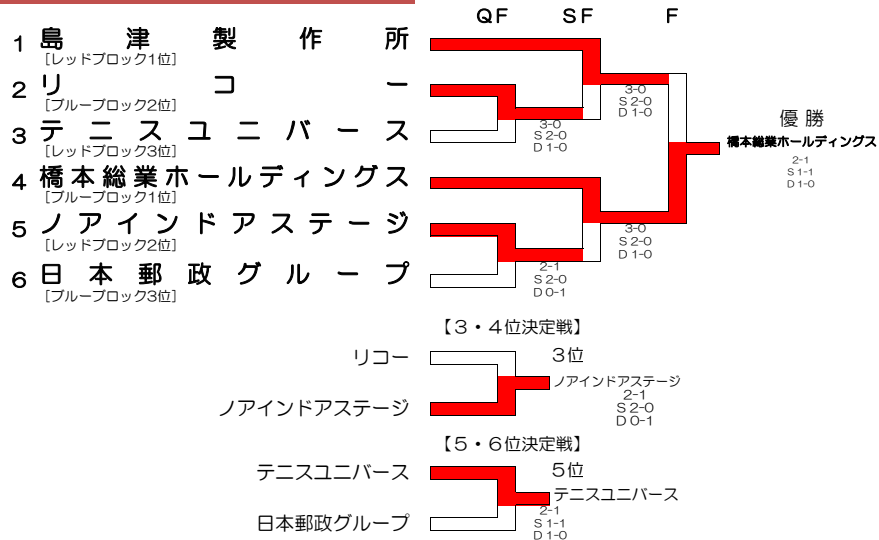 QF SF F
1 島津製作所
[レッドブロック1位]
2 リコー
[ブルーブロック2位]
3 テニスユニバース
[レッドブロック3位]
4 橋本総業ホールディングス
[ブルーブロック1位]
5 ノアインドアステージ
[レッドブロック2位]
6 日本郵政グループ
[ブルーブロック3位]
3-0
S 2-0
D 1-0
3-0
S 2-0
D 1-0
優 勝
橋本総業ホールディングス
2-1
S 1-1
D 1-0
3-0
S 2-0
D 1-0
2-1
S 2-0
D 0-1
【３・４位決定戦】
リコー
３位
ノアインドアステージ
ノアインドアステージ
2-1
S 2-0
D 0-1
【５・６位決定戦】
テニスユニバース
５位
テニスユニバース
日本郵政グループ
2-1
S 1-1
D 1-0